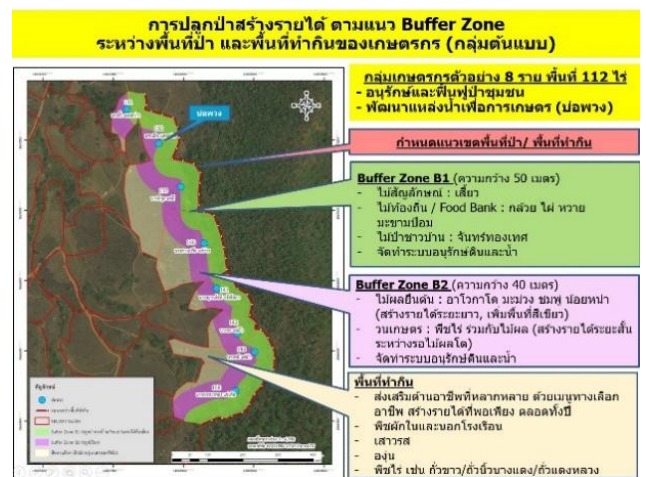 การปลูกป่าสร้างรายได้ ตามแนว Buffer Zone
ระหว่างพื้นที่ป่า และพื้นที่ทำกินของเกษตรกร (กลุ่มต้นแบบ)
กลุ่มเกษตรกรตัวอย่าง 8 ราย พื้นที่ 112 ไร่
- อนุรักษ์และฟื้นฟูป่าชุมชน
- พัฒนาแหล่งน้ำเพื่อการเกษตร (บ่อพวง)
บ่อพวง
กำหนดแนวเขตพื้นที่ป่า/ พื้นที่ทำกิน
Buffer Zone B1 (ความกว้าง 50 เมตร)
- ไม้สัญลักษณ์ : เสี้ยว
- ไม้ท้องถิ่น / Food Bank : กล้วย ไผ่ หวาย
มะขามป้อม
- ไม้ป่าชาวบ้าน : จันทร์ทองเทศ
- จัดทำระบบอนุรักษ์ดินและน้ำ
Buffer Zone B2 (ความกว้าง 40 เมตร)
- ไม้ผลยืนต้น : อาโวกาโด มะม่วง ชมพู่ น้อยหน่า
(สร้างรายได้ระยะยาว, เพิ่มพื้นที่สีเขียว)
- วนเกษตร : พืชไร่ ร่วมกับไม้ผล (สร้างรายได้ระยะสั้น
ระหว่างรอไม้ผลโต)
- จัดทำระบบอนุรักษ์ดินและน้ำ
พื้นที่ทำกิน
- ส่งเสริมด้านอาชีพที่หลากหลาย ด้วยเมนูทางเลือก
อาชีพ สร้างรายได้ที่พอเพียง ตลอดทั้งปี
- พืชผักในและนอกโรงเรือน
- เสาวรส
- องุ่น
- พืชไร่ เช่น ถั่วขาว/ถั่วนิ้วนางแดง/ถั่วแดงหลวง
สัญลักษณ์